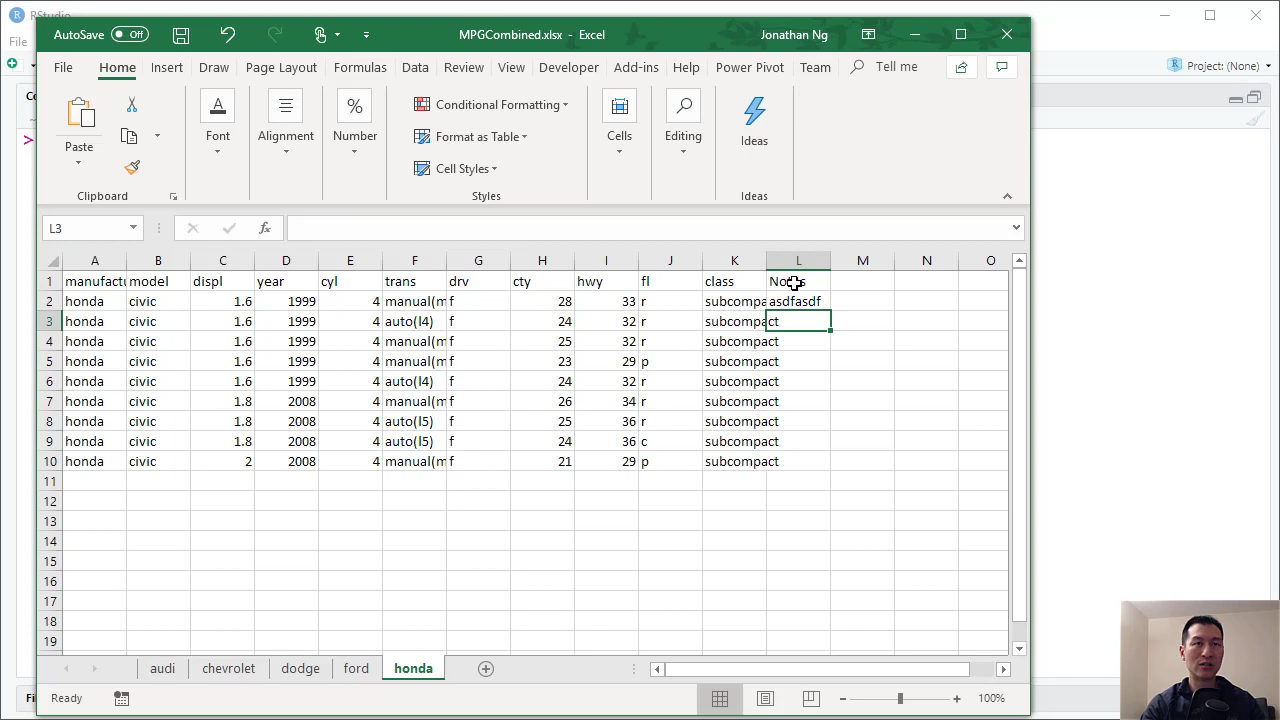 RStudio
AutoSave Off MPGCombined.xlsx - Excel Jonathan Ng
File
File Home Insert Draw Page Layout Formulas Data Review View Developer Add-ins Help Power Pivot Team Tell me
Project: (None)
Paste Font Alignment Number Conditional Formatting Format as Table Cell Styles Cells Editing Ideas
Clipboard Styles Ideas
L3 fx
A B C D E F G H I J K L M N O
1 manufactu model displ year cyl trans drv cty hwy fl class Notes
2 honda civic 1.6 1999 4 manual(m f 28 33 r subcompa asdfasdf
3 honda civic 1.6 1999 4 auto(l4) f 24 32 r subcompact
4 honda civic 1.6 1999 4 manual(m f 25 32 r subcompact
5 honda civic 1.6 1999 4 manual(m f 23 29 p subcompact
6 honda civic 1.6 1999 4 auto(l4) f 24 32 r subcompact
7 honda civic 1.8 2008 4 manual(m f 26 34 r subcompact
8 honda civic 1.8 2008 4 auto(l5) f 25 36 r subcompact
9 honda civic 1.8 2008 4 auto(l5) f 24 36 c subcompact
10 honda civic 2 2008 4 manual(m f 21 29 p subcompact
11
12
13
14
15
16
17
18
19
audi chevrolet dodge ford honda
Ready 100%